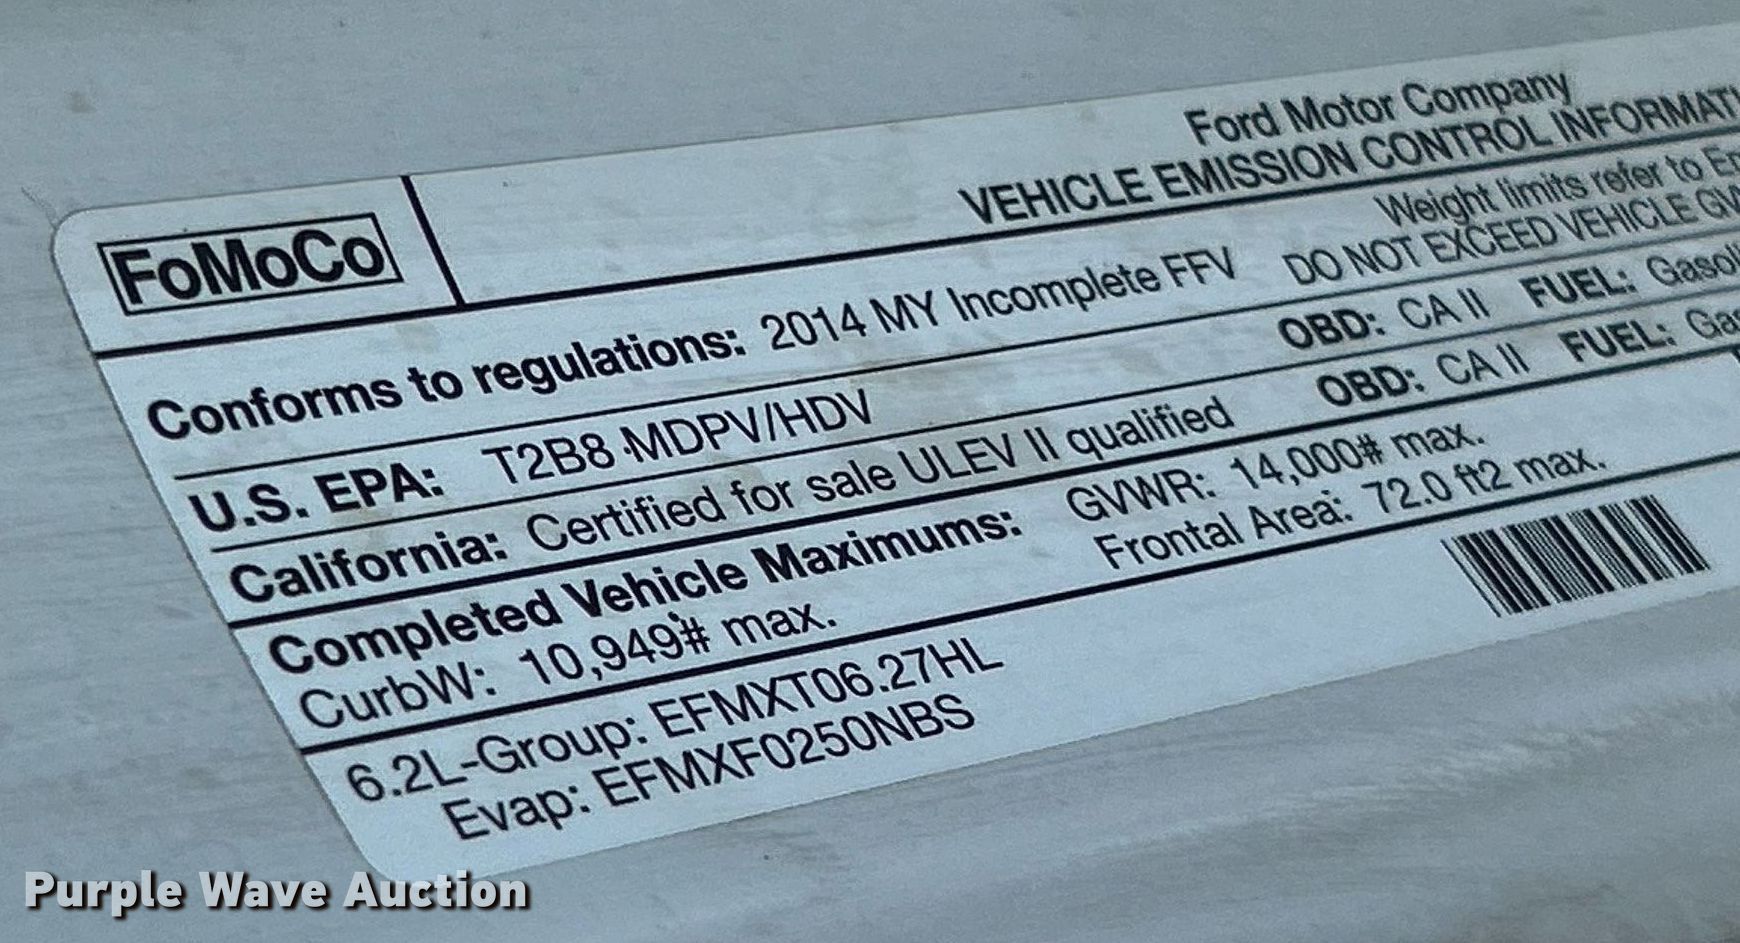 FoMoCo
Ford Motor Company
VEHICLE EMISSION CONTROL
Conforms to regulations: 2014 MY Incomplete FFV
Weight limits refer to
DO NOT EXCEED VEHICLE
U.S. EPA: T2B8 MDPV/HDV OBD: CA II FUEL:
California: Certified for sale ULEV II qualified OBD: CA II FUEL:
Completed Vehicle Maximums: GVWR: 14,000# max.
CurbW: 10,949# max. Frontal Area: 72.0 ft2 max.
6.2L-Group: EFMXT06.27HL
Evap: EFMXF0250NBS
Purple Wave Auction